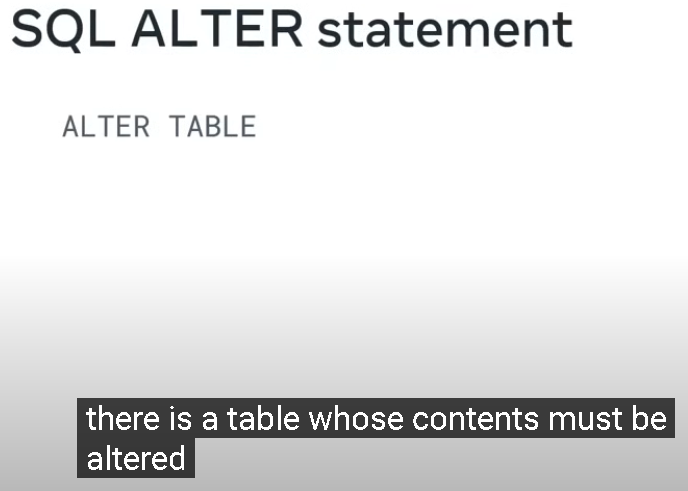 SQL ALTER statement
ALTER TABLE
there is a table whose contents must be
altered